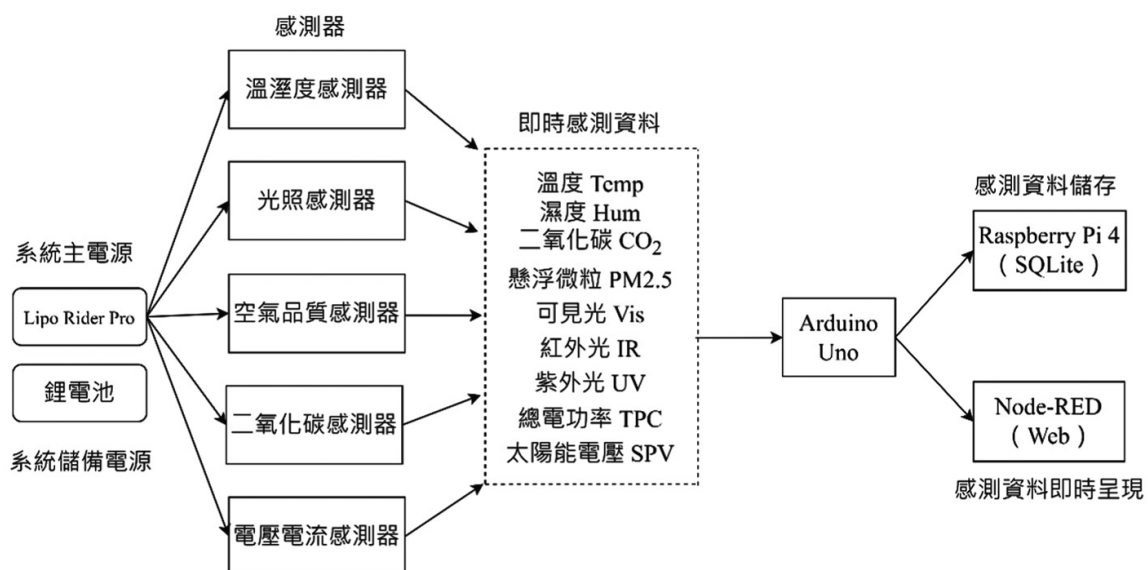 感測器
溫溼度感測器
光照感測器
空氣品質感測器
二氧化碳感測器
電壓電流感測器
系統主電源
Lipo Rider Pro
鋰電池
系統儲備電源
即時感測資料
溫度 Temp
濕度 Hum
二氧化碳 CO₂
懸浮微粒 PM2.5
可見光 Vis
紅外光 IR
紫外光 UV
總電功率 TPC
太陽能電壓 SPV
Arduino
Uno
感測資料儲存
Raspberry Pi 4
（ SQLite ）
Node-RED
（ Web ）
感測資料即時呈現